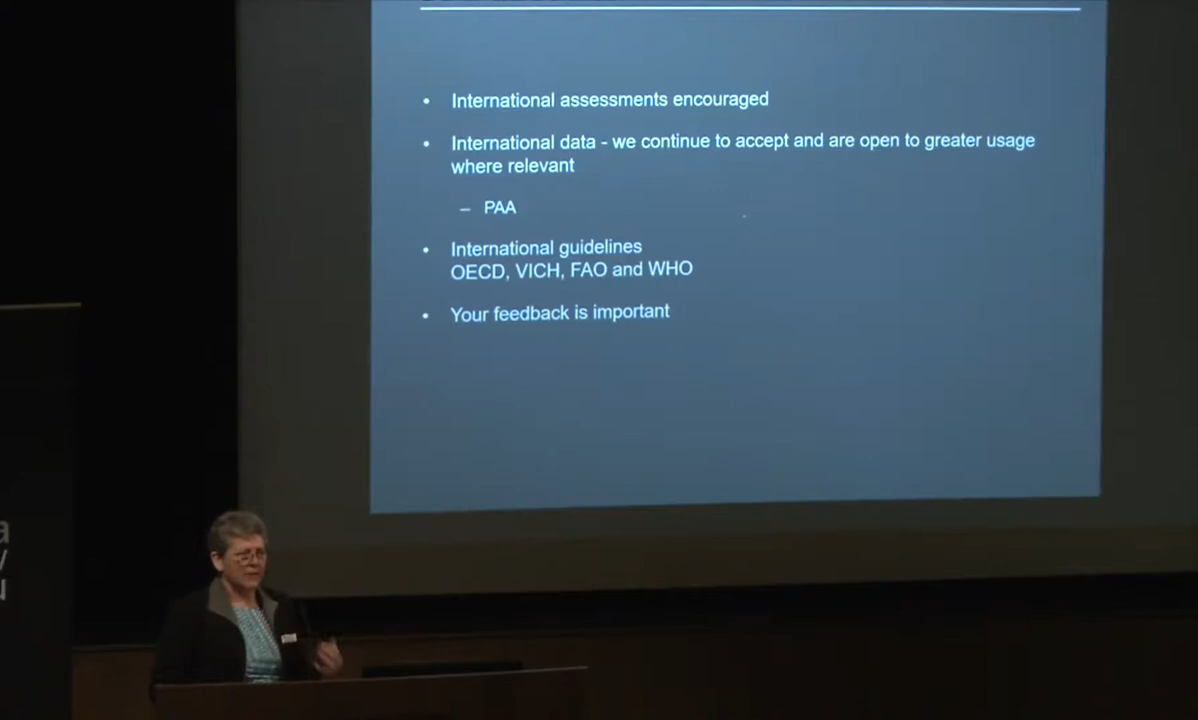 • International assessments encouraged
• International data - we continue to accept and are open to greater usage
where relevant
– PAA
• International guidelines
OECD, VICH, FAO and WHO
• Your feedback is important